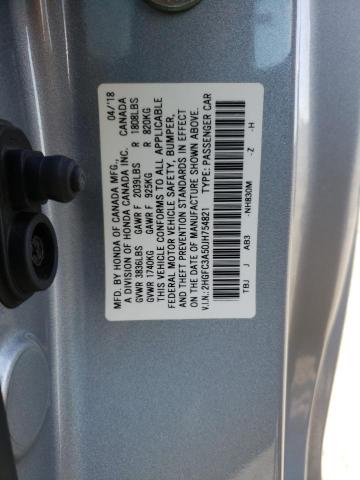 MFD. BY HONDA OF CANADA MFG., 04/'18
A DIVISION OF HONDA CANADA INC. CANADA
GVWR 3836LBS GAWR F 2039LBS R 1808LBS
GVWR 1740KG GAWR F 925KG R 820KG
THIS VEHICLE CONFORMS TO ALL APPLICABLE
FEDERAL MOTOR VEHICLE SAFETY, BUMPER,
AND THEFT PREVENTION STANDARDS IN EFFECT
ON THE DATE OF MANUFACTURE SHOWN ABOVE.
V.I.N.: 2HGFC3A50JH754821 TYPE: PASSENGER CAR
TBJ J AB3 -NH830M -Z -H